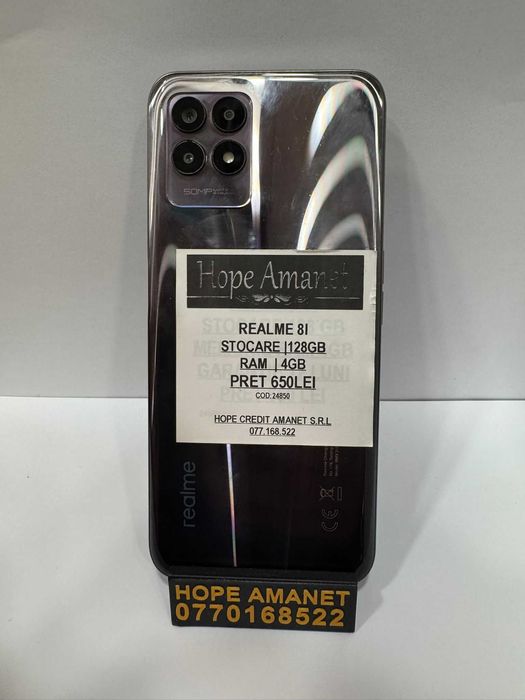 50MP
Hope Amanet
REALME 8I
STOCARE |128GB
RAM | 4GB
PRET 650LEI
COD:24850
HOPE CREDIT AMANET S.R.L
077.168.522
realme
CE
HOPE AMANET
0770168522